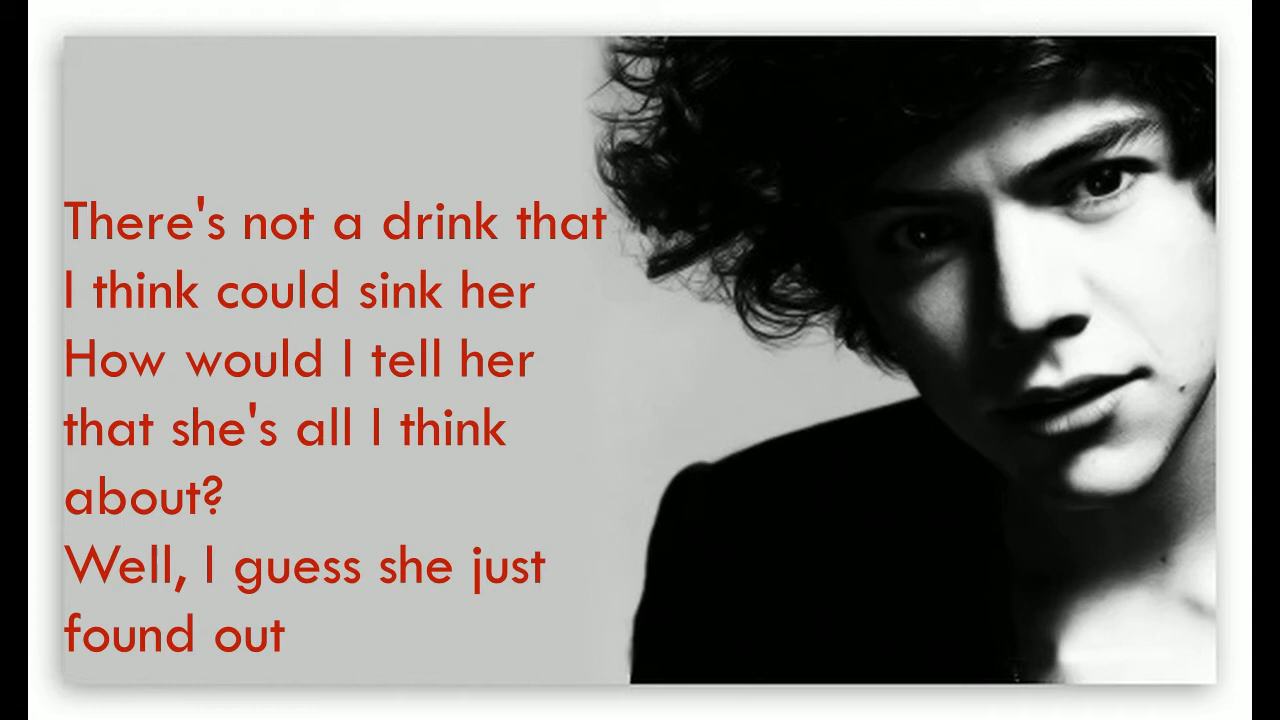 There's not a drink that
I think could sink her
How would I tell her
that she's all I think
about?
Well, I guess she just
found out